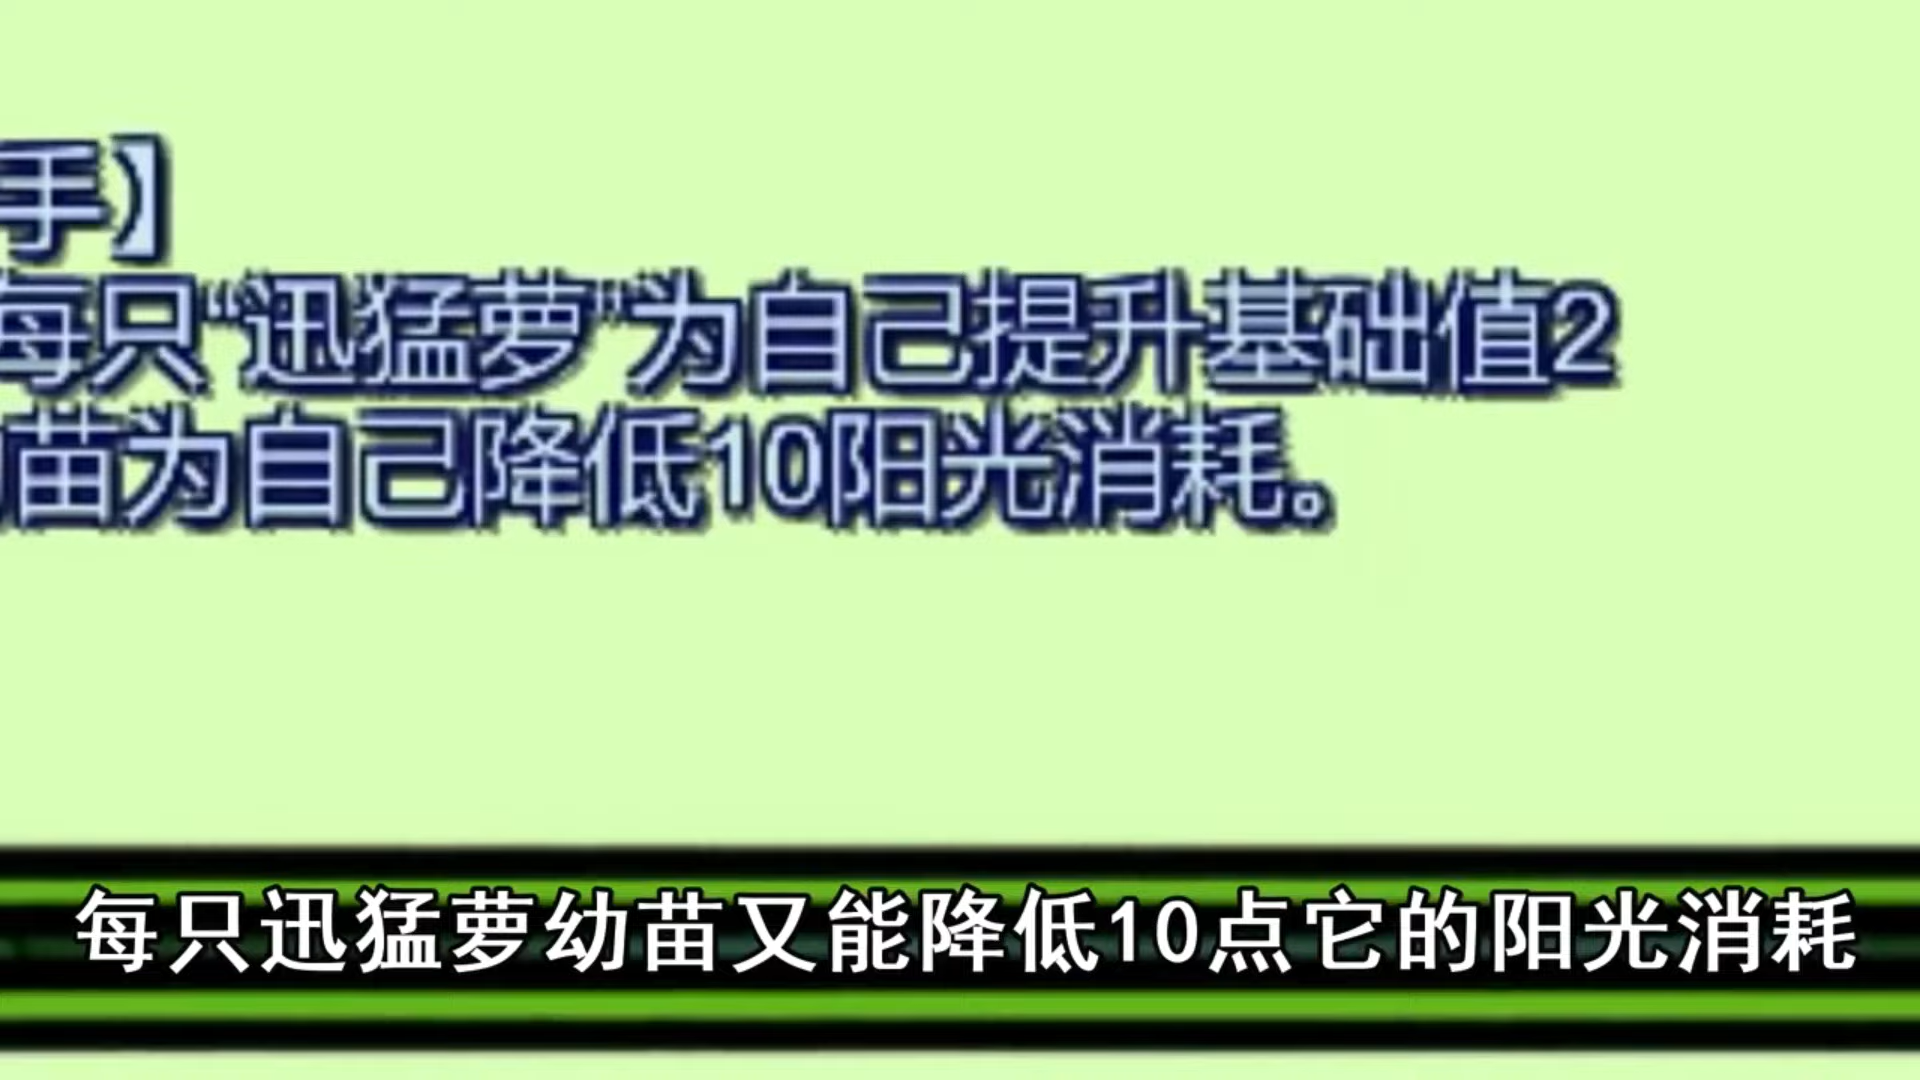 手】
每只“迅猛萝”为自己提升基础值2
苗为自己降低10阳光消耗。
每只迅猛萝幼苗又能降低10点它的阳光消耗